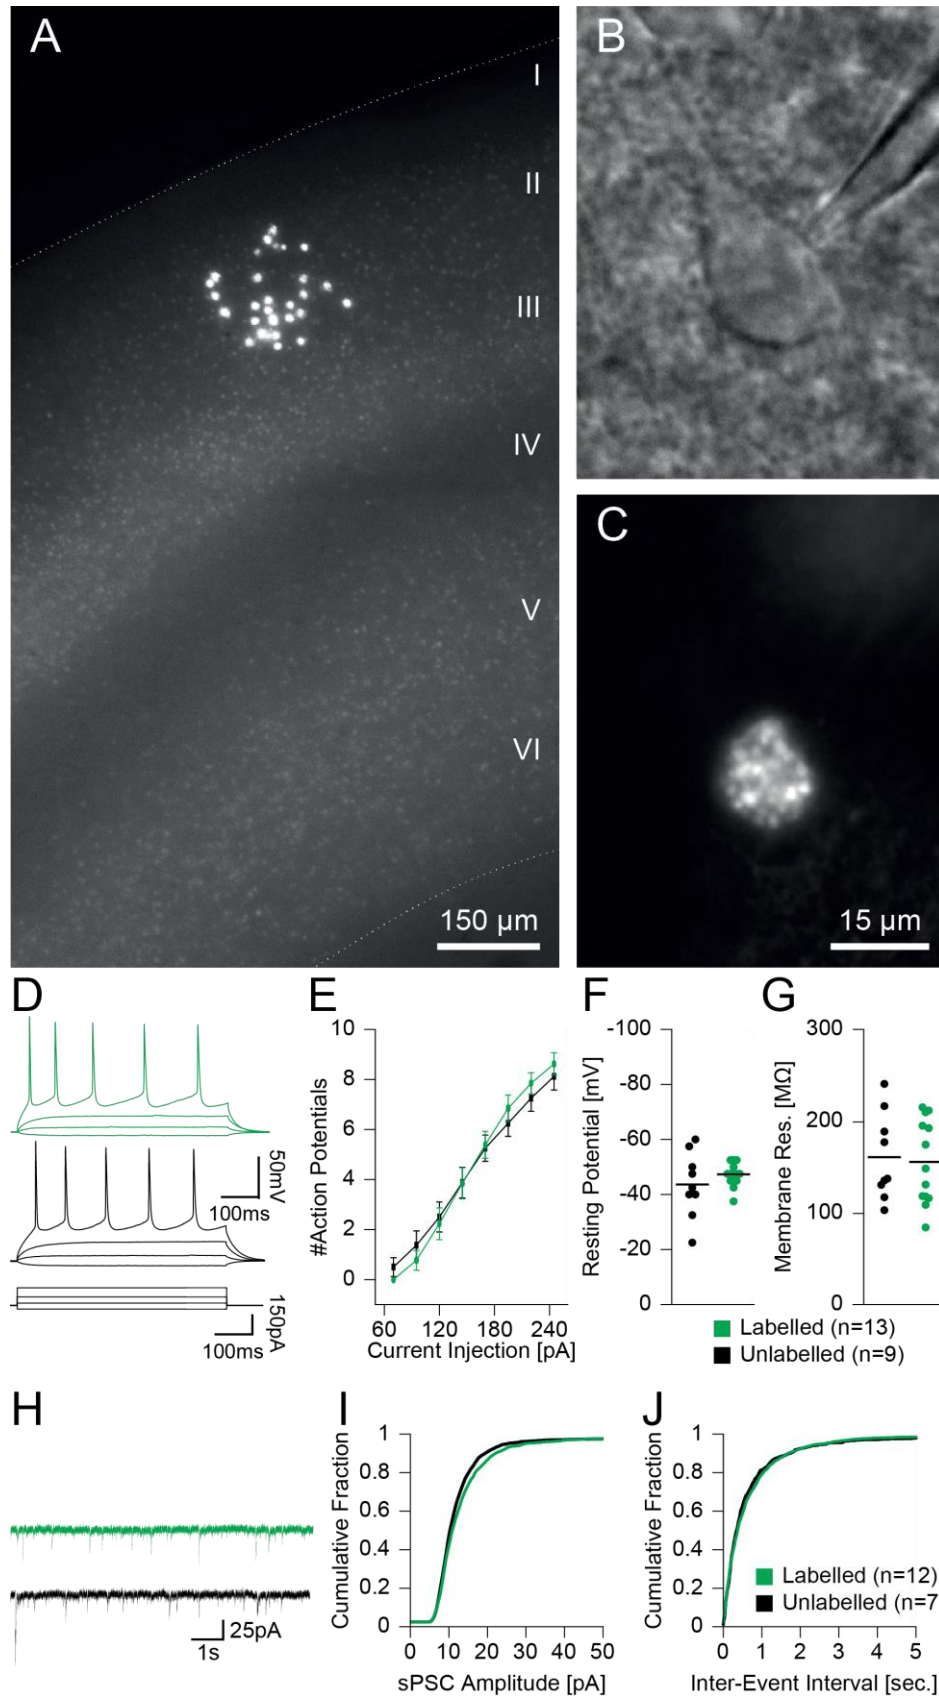 A
I
II
III
IV
V
VI
150 µm
B
C
15 µm
D
50mV
100ms
150pA
100ms
E
#Action Potentials
10
8
6
4
2
0
60 120 180 240
Current Injection [pA]
F
Resting Potential [mV]
-100
-80
-60
-40
-20
0
G
Membrane Res. [MΩ]
300
200
100
0
Labelled (n=13)
Unlabelled (n=9)
H
25pA
1s
I
Cumulative Fraction
1
0.8
0.6
0.4
0.2
0
0 10 20 30 40 50
sPSC Amplitude [pA]
J
Cumulative Fraction
1
0.8
0.6
0.4
0.2
0
Labelled (n=12)
Unlabelled (n=7
0 1 2 3 4 5
Inter-Event Interval [sec.]